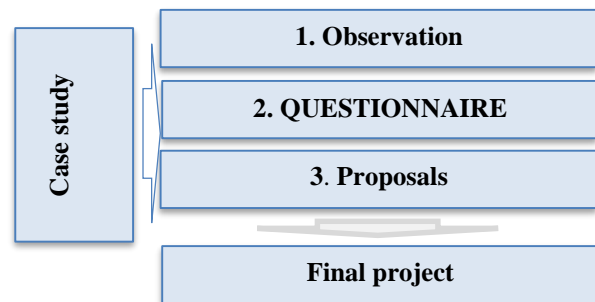 Case study
1. Observation
2. QUESTIONNAIRE
3. Proposals
Final project